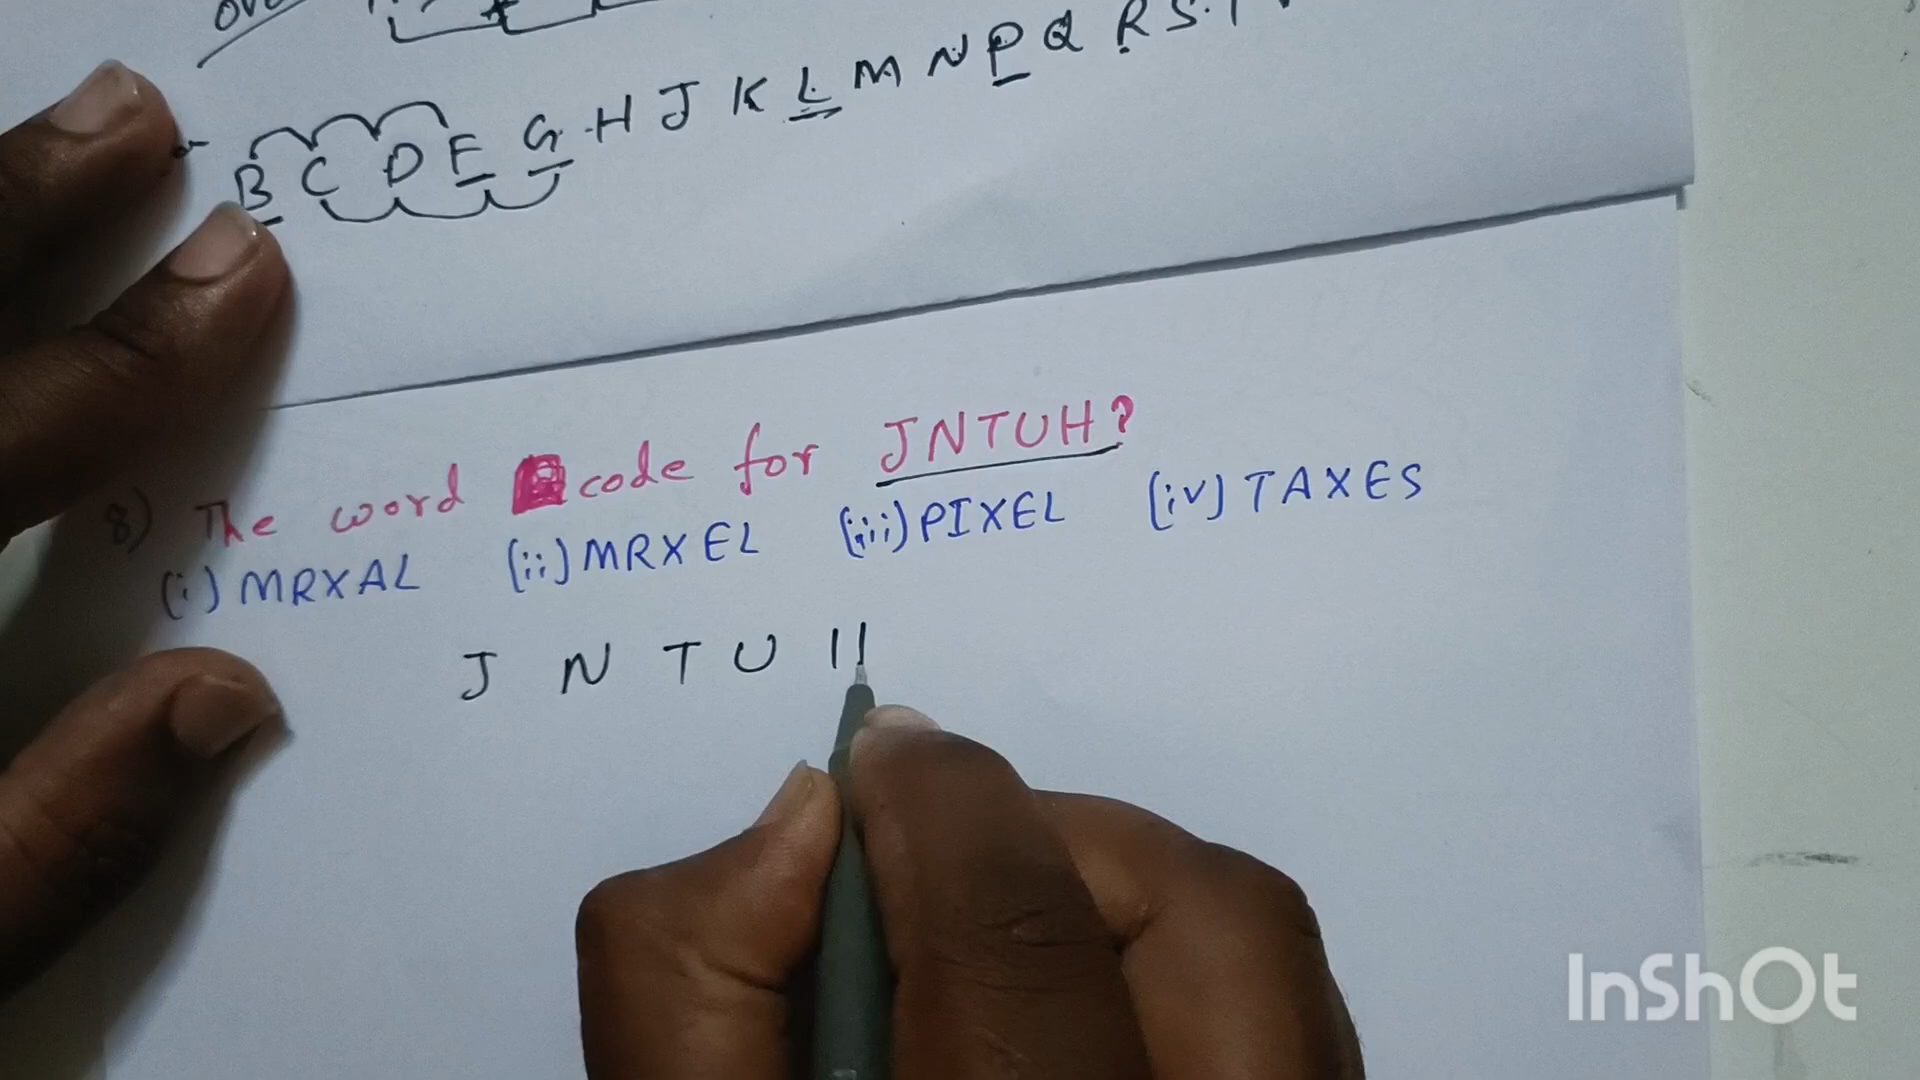 B C D F G H J K L M N P Q R S T
8) The word code for JNTUH?
(i) MRXAL (ii) MRXEL (iii) PIXEL (iv) TAXES
J N T U
InShOt